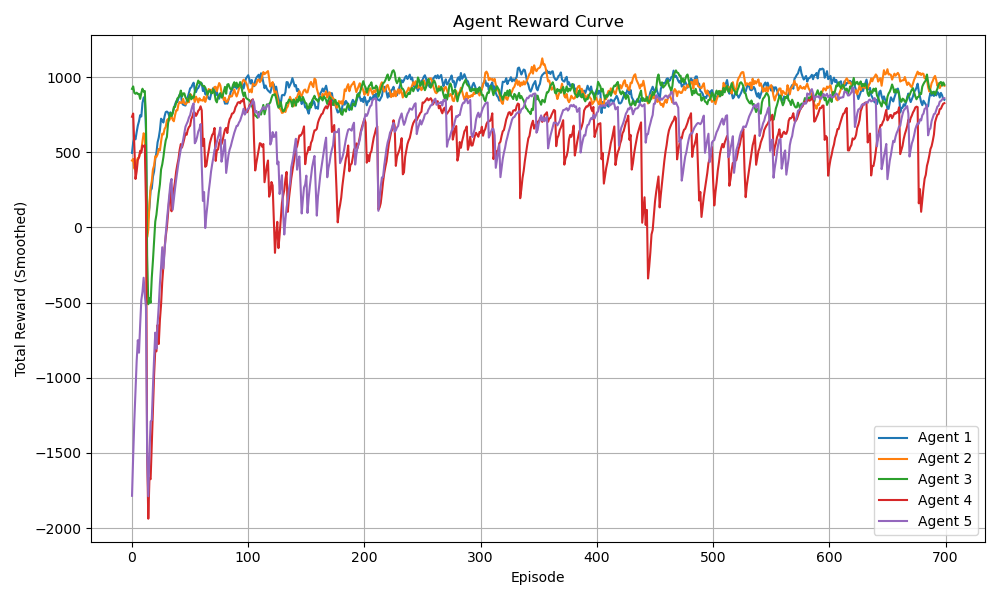 Agent Reward Curve
Total Reward (Smoothed)
1000
500
0
−500
−1000
−1500
−2000
0 100 200 300 400 500 600 700
Episode
Agent 1
Agent 2
Agent 3
Agent 4
Agent 5